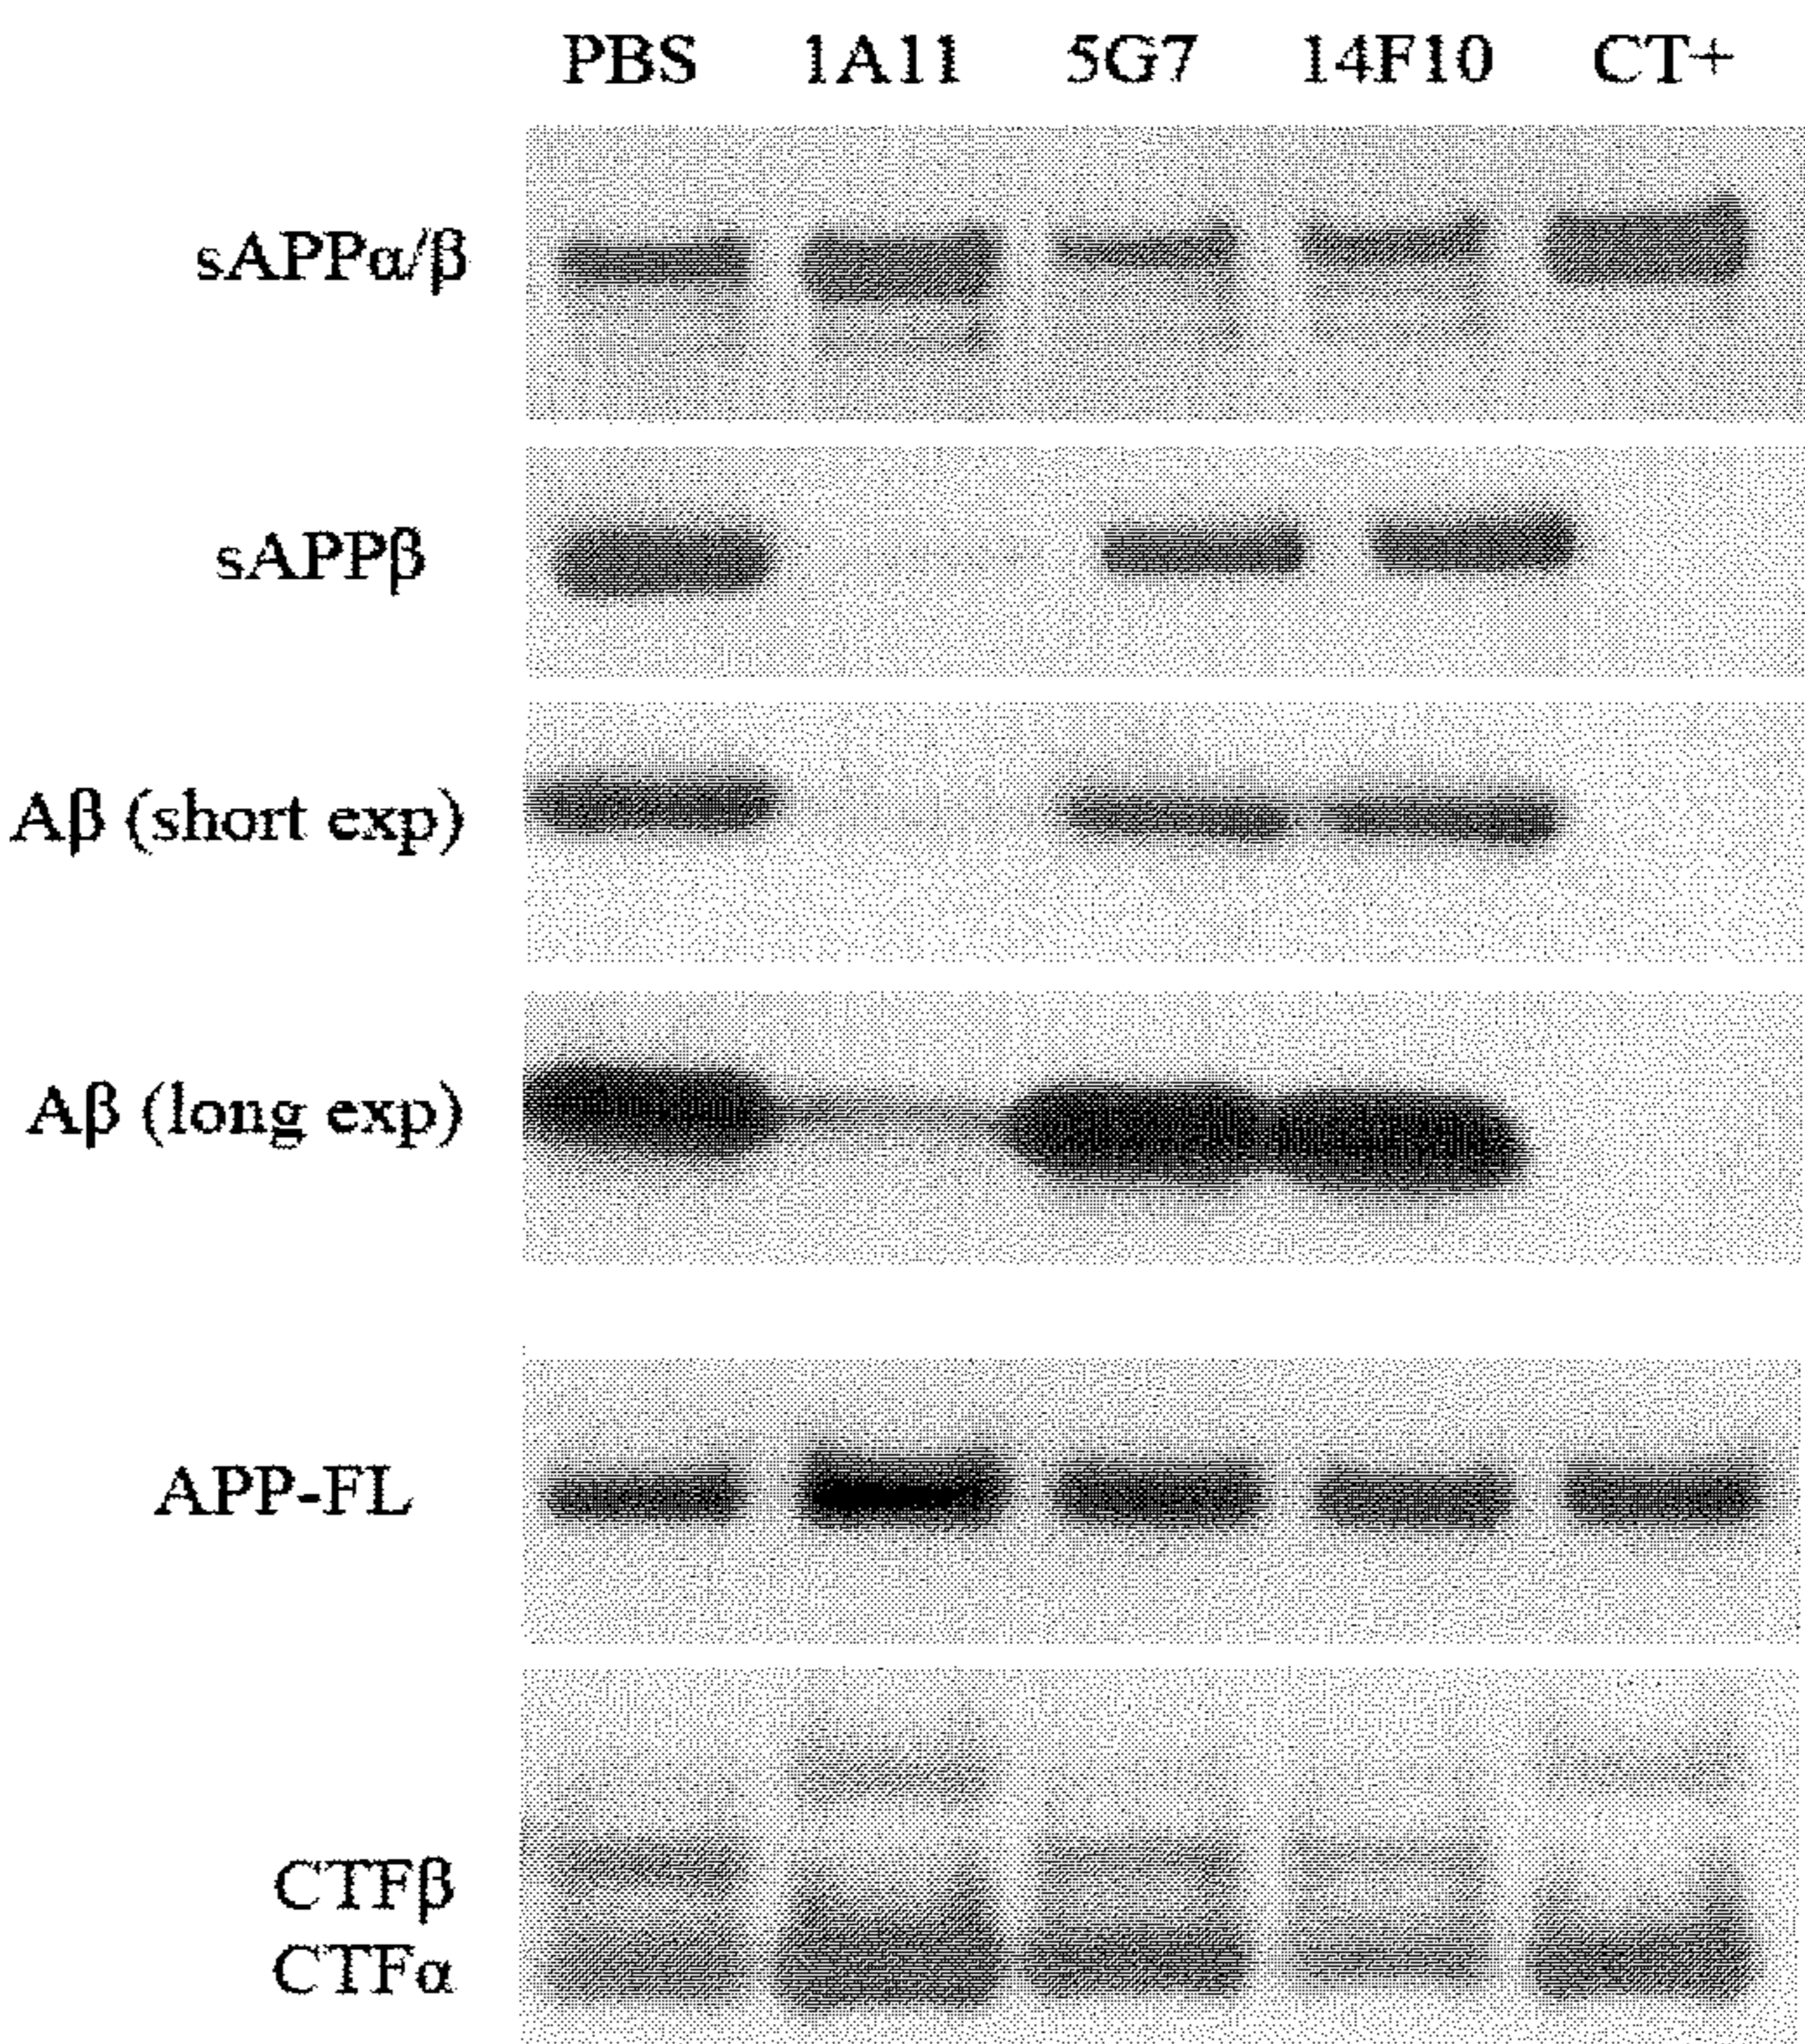 PBS 1A11 5G7 14F10 CT+
sAPPα/β
sAPPβ
Aβ (short exp)
Aβ (long exp)
APP-FL
CTFβ
CTFα